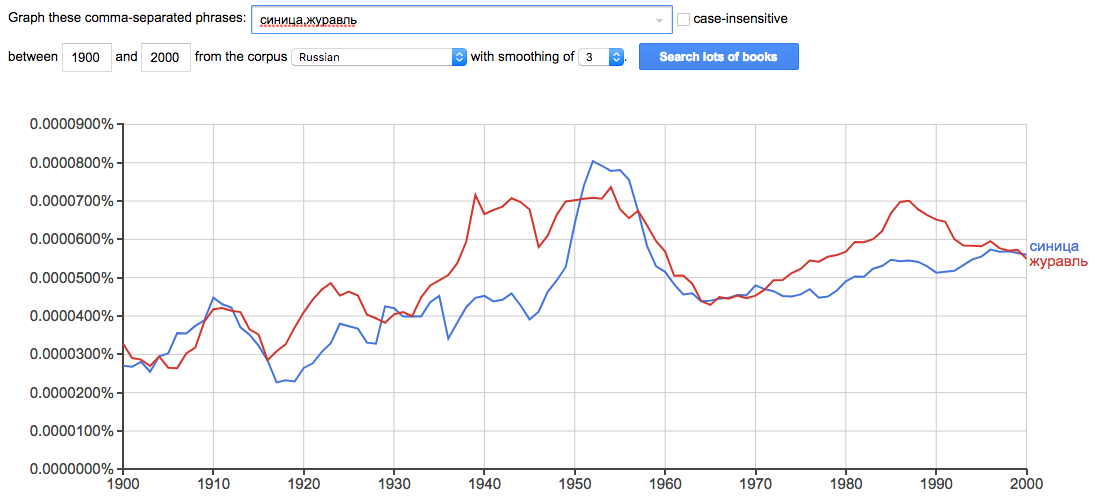 Graph these comma-separated phrases: синица,журавль case-insensitive
between 1900 and 2000 from the corpus Russian with smoothing of 3 . Search lots of books
0.0000900%
0.0000800%
0.0000700%
0.0000600%
0.0000500%
0.0000400%
0.0000300%
0.0000200%
0.0000100%
0.0000000%
синица
журавль
1900 1910 1920 1930 1940 1950 1960 1970 1980 1990 2000